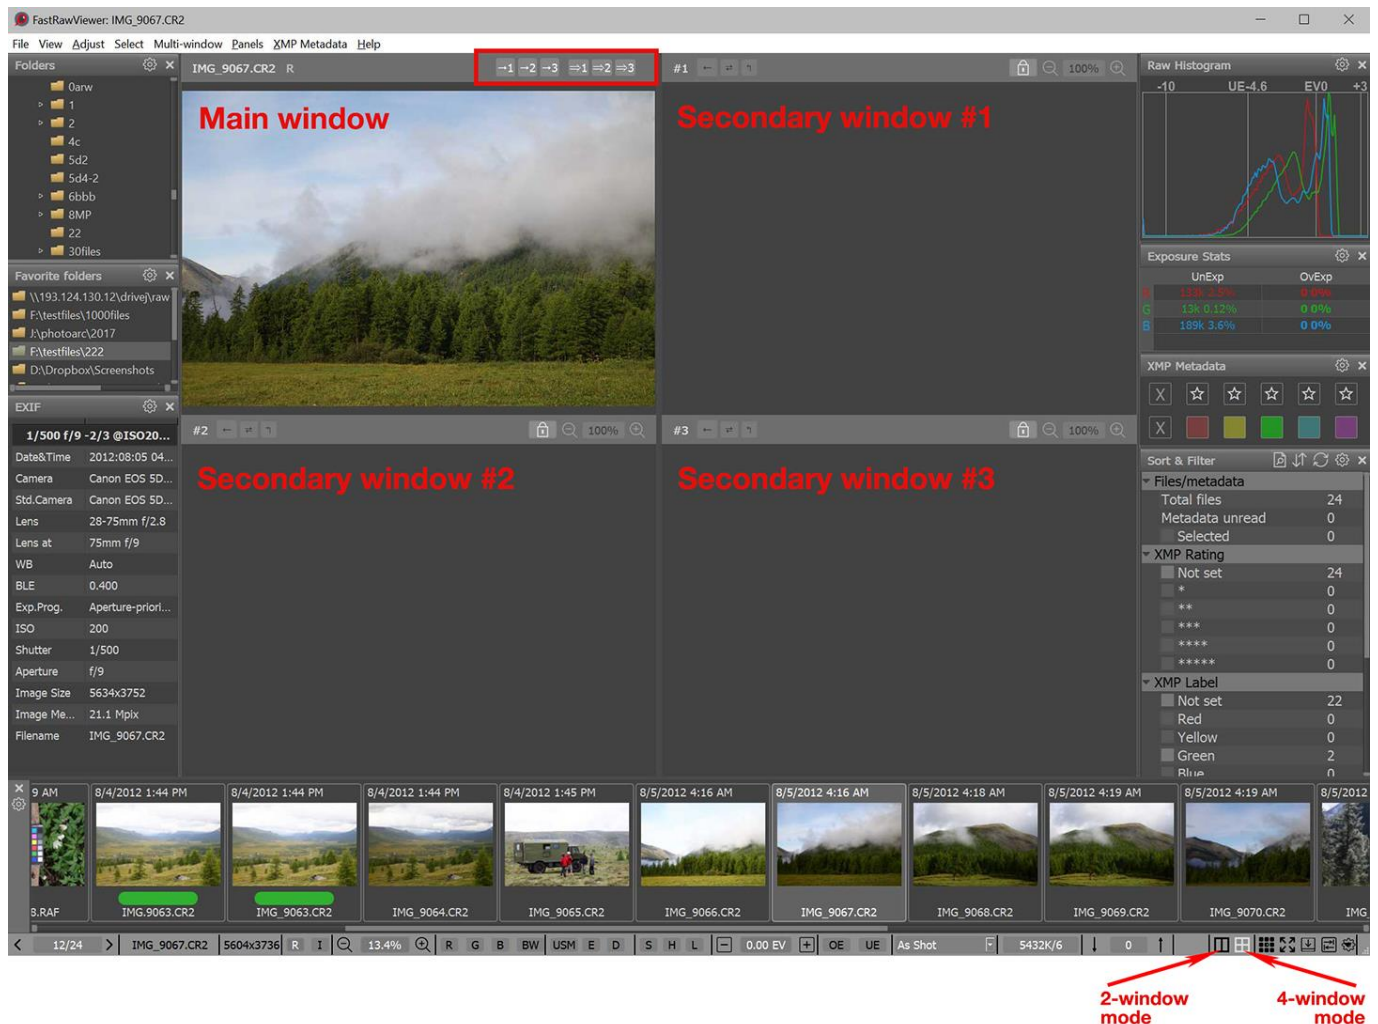 FastRawViewer: IMG_9067.CR2
File View Adjust Select Multi-window Panels XMP Metadata Help
Folders
0arw
1
2
4c
5d2
5d4-2
6bbb
8MP
22
30files
Favorite folders
\\193.124.130.12\drivej\raw
F:\testfiles\1000files
J:\photoarc\2017
F:\testfiles\222
D:\Dropbox\Screenshots
EXIF
1/500 f/9 -2/3 @ISO20...
Date&Time 2012:08:05 04...
Camera Canon EOS 5D...
Std.Camera Canon EOS 5D...
Lens 28-75mm f/2.8
Lens at 75mm f/9
WB Auto
BLE 0.400
Exp.Prog. Aperture-priori...
ISO 200
Shutter 1/500
Aperture f/9
Image Size 5634x3752
Image Me... 21.1 Mpix
Filename IMG_9067.CR2
IMG_9067.CR2 R →1 →2 →3 ⇒1 ⇒2 ⇒3
Main window
#1 100%
Secondary window #1
#2 100%
Secondary window #2
#3 100%
Secondary window #3
Raw Histogram
-10 UE-4.6 EV0 +3
Exposure Stats
UnExp OvExp
0 0%
G 13k 0.12% 0 0%
B 189k 3.6% 0 0%
XMP Metadata
X
X
Sort & Filter
Files/metadata
Total files 24
Metadata unread 0
Selected 0
XMP Rating
Not set 24
* 0
** 0
*** 0
**** 0
***** 0
XMP Label
Not set 22
Red 0
Yellow 0
Green 2
Blue 0
9 AM 8/4/2012 1:44 PM 8/4/2012 1:44 PM 8/4/2012 1:44 PM 8/4/2012 1:45 PM 8/5/2012 4:16 AM 8/5/2012 4:16 AM 8/5/2012 4:18 AM 8/5/2012 4:19 AM 8/5/2012 4:19 AM 8/5/2012
8.RAF IMG.9063.CR2 IMG_9063.CR2 IMG_9064.CR2 IMG_9065.CR2 IMG_9066.CR2 IMG_9067.CR2 IMG_9068.CR2 IMG_9069.CR2 IMG_9070.CR2 IMG
12/24 IMG_9067.CR2 5604x3736 R I 13.4% R G B BW USM E D S H L 0.00 EV OE UE As Shot 5432K/6 0
2-window
mode
4-window
mode